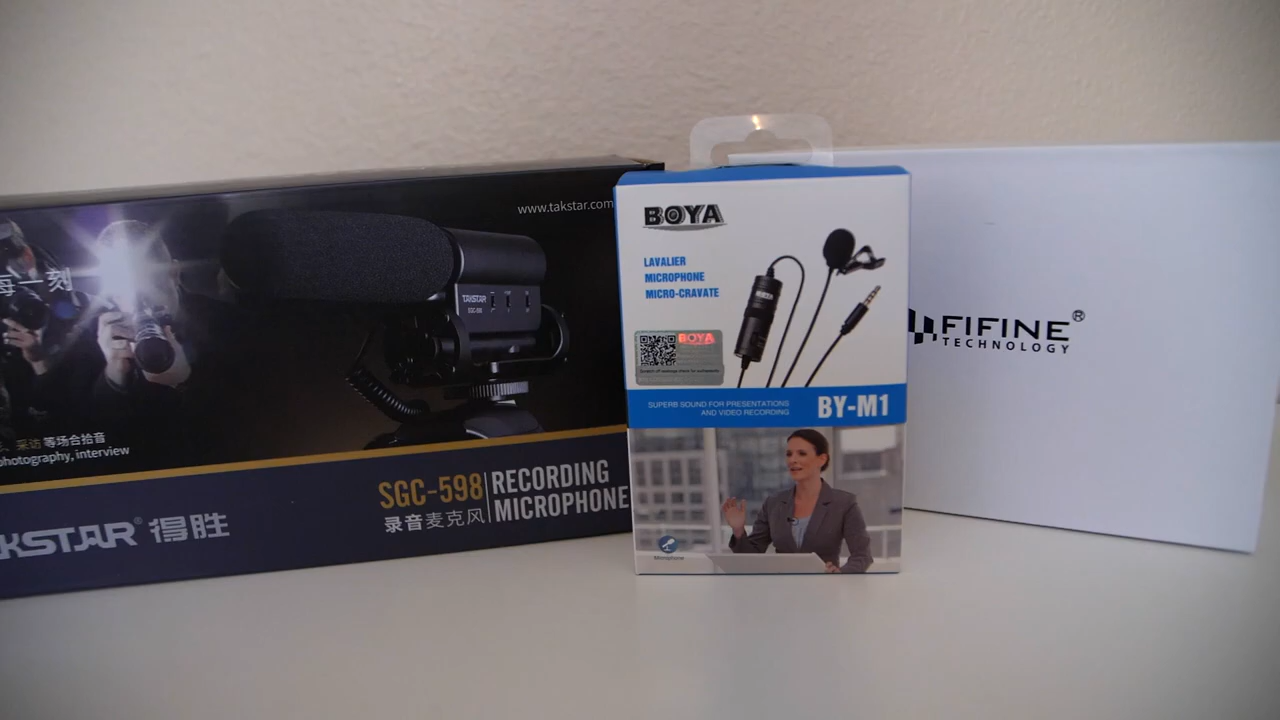 www.takstar.com
每一刻
采访 等场合拾音
photography, interview
TAKSTAR
SGC-598
SGC-598
录音麦克风
RECORDING
MICROPHONE
TAKSTAR® 得胜
BOYA
LAVALIER
MICROPHONE
MICRO-CRAVATE
BOYA
BOYA
SUPERB SOUND FOR PRESENTATIONS
AND VIDEO RECORDING
BY-M1
Microphone
FIFINE®
TECHNOLOGY